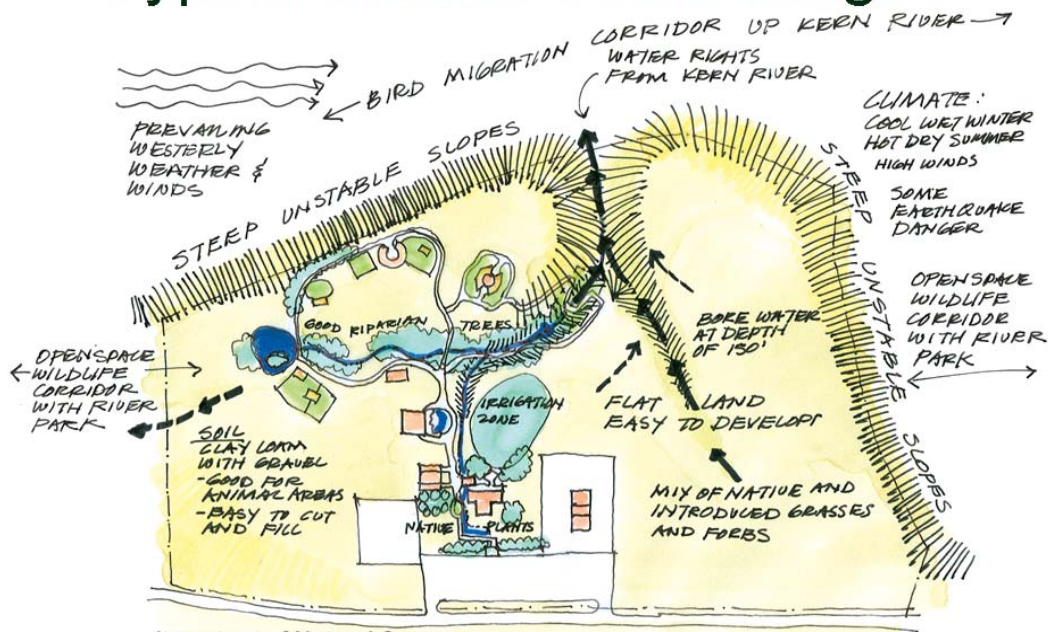 CORRIDOR UP KERN RIVER
BIRD MIGRATION
WATER RIGHTS
FROM KERN RIVER
PREVAILING
WESTERLY
WEATHER &
WINDS
STEEP UNSTABLE SLOPES
CLIMATE:
COOL WET WINTER
HOT DRY SUMMER
HIGH WINDS
SOME
EARTHQUAKE
DANGER
STEEP UNSTABLE SLOPES
OPENSPACE
WILDLIFE
CORRIDOR
WITH RIVER
PARK
GOOD RIPARIAN TREES
BORE WATER
AT DEPTH
OF 150'
OPENSPACE
WILDLIFE
CORRIDOR
WITH RIVER
PARK
IRRIGATION
ZONE
FLAT LAND
EASY TO DEVELOP
SOIL
CLAY LOAM
WITH GRAVEL
-GOOD FOR
ANIMAL AREAS
-EASY TO CUT
AND FILL
MIX OF NATIVE AND
INTRODUCED GRASSES
AND FORBS
NATIVE PLANTS